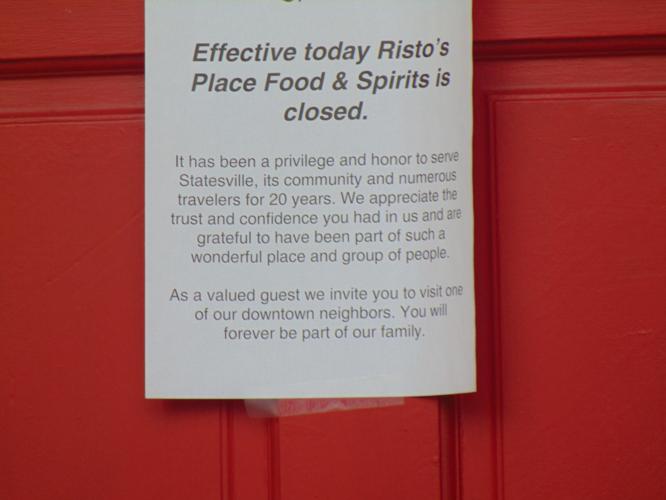 Effective today Risto's
Place Food & Spirits is
closed.
It has been a privilege and honor to serve
Statesville, its community and numerous
travelers for 20 years. We appreciate the
trust and confidence you had in us and are
grateful to have been part of such a
wonderful place and group of people.
As a valued guest we invite you to visit one
of our downtown neighbors. You will
forever be part of our family.